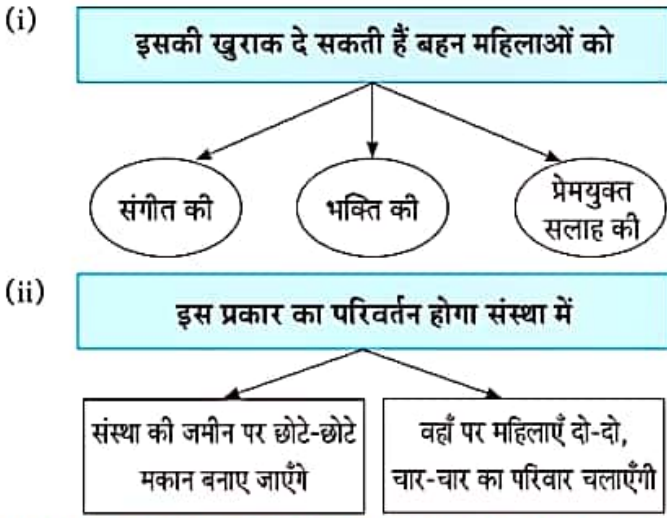 (i)
इसकी खुराक दे सकती हैं बहन महिलाओं को
संगीत की
भक्ति की
प्रेमयुक्त
सलाह की
(ii)
इस प्रकार का परिवर्तन होगा संस्था में
संस्था की जमीन पर छोटे-छोटे
मकान बनाए जाएँगे
वहाँ पर महिलाएँ दो-दो,
चार-चार का परिवार चलाएँगी